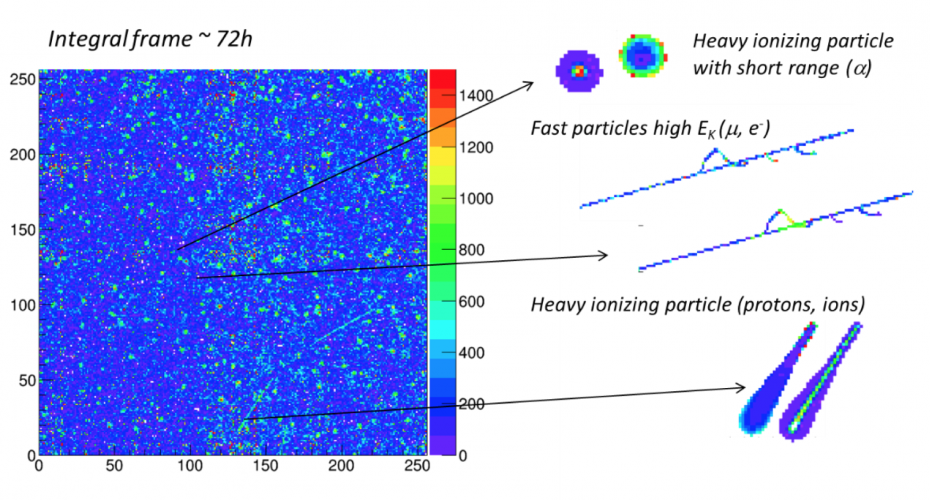 Integral frame ~ 72h
Heavy ionizing particle
with short range (α)
Fast particles high E_K (μ, e⁻)
Heavy ionizing particle (protons, ions)
250
200
150
100
50
0
0 50 100 150 200 250
1400
1200
1000
800
600
400
200
0